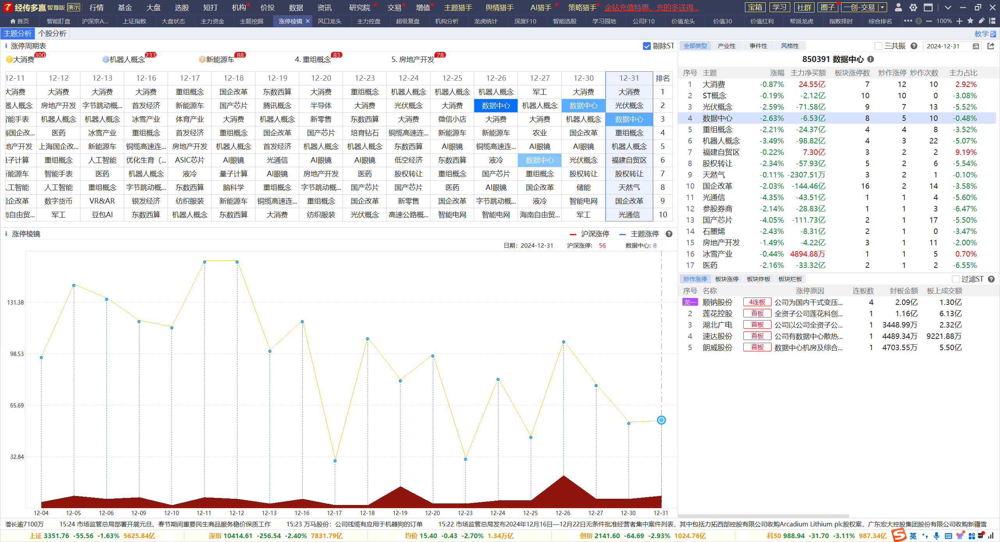 经传多赢 智尊版 演示 行情 基金 大盘 选股 短打 机构 价投 数据 资讯 研究院 交易 增值 主题猎手 舆情猎手 AI猎手 策略猎手 金钻充值特惠，充的多送得... 宝箱 学习 社群 圈子 一创-交易
首页 智能盯盘 沪深京A... 上证指数 大盘状态 主力资金 主题挖掘 涨停棱镜 风口龙头 主力控盘 超级复盘 机构分析 龙虎统计 深度F10 智能选股 学习园地 公司F10 价值龙头 价值30 价值红利 帮派龙虎 指数择时 综合排名 100%
主题分析 个股分析 教学
涨停周期表 剔除ST
1 大消费 300 2 机器人概念 233 3 新能源车 88 4. 重组概念 83 5. 房地产开发 78
12-11 12-12 12-13 12-16 12-17 12-18 12-19 12-20 12-23 12-24 12-25 12-26 12-27 12-30 12-31 排名
大消费 大消费 大消费 大消费 重组概念 国企改革 东数西算 大消费 重组概念 机器人概念 机器人概念 机器人概念 军工 大消费 大消费 1
器人概念 房地产开发 字节跳动概... 首发经济 新能源车 国产芯片 腾讯概念 半导体 大消费 光伏概念 大消费 数据中心 机器人概念 数据中心 光伏概念 2
智能手表 机器人概念 机器人概念 冰雪产业 体育产业 大消费 机器人概念 新零售 东数西算 大消费 微信小店 大消费 大消费 机器人概念 数据中心 3
海国企改... 医药 冰雪产业 重组概念 首发经济 重组概念 国企改革 国产芯片 培育钻石 铜缆高速连... 新能源车 新能源车 农业 国企改革 重组概念 4
地产开发 上海国企改... 新能源车 铜缆高速连... 房地产开发 机器人概念 首发经济 机器人概念 机器人概念 东数西算 AI眼镜 铜缆高速连... AI眼镜 AI眼镜 机器人概念 5
量子计算 重组概念 人工智能 优化生育（... ASIC芯片 AI眼镜 光通信 AI眼镜 AI眼镜 低空经济 东数西算 液冷 数据中心 光伏概念 福建自贸区 6
新能源车 智能手表 医药 机器人概念 液冷 量子计算 AI眼镜 房地产开发 医药 股权转让 重组概念 国产芯片 重组概念 股权转让 股权转让 7
人工智能 人工智能 重组概念 字节跳动概... 东数西算 脑科学 重组概念 字节跳动概... 国产芯片 国产芯片 医药 AI眼镜 国企改革 储能 天然气 8
国企改革 数字货币 VR&AR 银发经济 纺织服装 新能源车 铜缆高速连... 重组概念 国企改革 新零售 国企改革 字节跳动概... 液冷 智能电网 国企改革 9
南自由贸... 军工 豆包AI 东数西算 机器人概念 东数西算 大消费 纺织服装 光伏概念 高速公路概... 智能电网 智能电网 海南自由贸... 军工 光通信 10
涨停棱镜 沪深涨停 主题涨停
日期：2024-12-31 沪深涨停: 56 数据中心: 8
131.38
98.53
65.69
32.84
12-04 12-05 12-06 12-09 12-10 12-11 12-12 12-13 12-16 12-17 12-18 12-19 12-20 12-23 12-24 12-25 12-26 12-27 12-30 12-31
全部类型 产业性 事件性 风格性 三共振 2024-12-31
850391 数据中心
序号 主题 涨幅 主力净买额 板块涨停数 炒作涨停 炒作次数 主力占比
1 大消费 -0.87% 24.55亿 7 12 10 2.92%
2 ST概念 -0.19% -2.12亿 10 10 0 -3.08%
3 光伏概念 -2.59% -71.58亿 9 7 13 -5.52%
4 数据中心 -2.63% -6.53亿 8 5 10 -0.48%
5 重组概念 -2.21% -24.37亿 4 4 8 -3.52%
6 机器人概念 -3.49% -98.82亿 4 3 22 -5.07%
7 福建自贸区 -0.22% 7.30亿 3 2 2 9.19%
8 股权转让 -2.34% -57.93亿 5 2 6 -5.54%
9 天然气 -0.11% -2307.51万 3 2 1 -0.10%
10 国企改革 -2.03% -144.46亿 16 2 14 -3.58%
11 光通信 -4.35% -43.51亿 1 1 4 -5.60%
12 参股券商 -2.14% -28.83亿 1 1 3 -6.47%
13 国产芯片 -4.05% -111.73亿 2 1 17 -5.50%
14 石墨烯 -2.43% -8.31亿 2 1 0 -3.47%
15 房地产开发 -1.49% -4.22亿 3 1 11 -2.00%
16 冰雪产业 -0.44% 4894.88万 1 1 5 0.70%
17 医药 -2.16% -33.32亿 2 1 2 -6.55%
炒作涨停 板块涨停 板块炸板 板块烂板 过滤ST
序号 名称 涨停原因 连板数 封板金额 板上成交额
龙一 顺钠股份 4连板 公司为国内干式变压... 4 2.09亿 1.30亿
2 莲花控股 首板 全资子公司莲花科创... 1 1.16亿 6.13亿
3 湖北广电 首板 公司以公司全资子公... 1 3448.99万 2.32亿
4 速达股份 首板 公司有数据中心散热... 1 4489.34万 9221.88万
5 朗威股份 首板 数据中心机房及综合... 1 4703.55万 5.50亿
增长逾7100万 15:24 市场监管总局部署开展元旦、春节期间重要民生商品服务稳价保质工作 15:23 万马股份：公司线缆有应用于机器狗的订单 15:22 市场监管总局发布2024年12月16日—12月22日无条件批准经营者集中案件列表，其中包括力拓西部控股有限公司收购Arcadium Lithium plc股权案，广东宏大控股集团股份有限公司收购新疆雪
上证 3351.76 -55.56 -1.63% 5625.84亿 深指 10414.61 -256.54 -2.40% 7831.79亿 均价 15.40 -0.43 -2.70% 1.34万亿 创指 2141.60 -64.69 -2.93% 1024.76亿 科50 988.94 -31.70 -3.11% 987.34亿 英